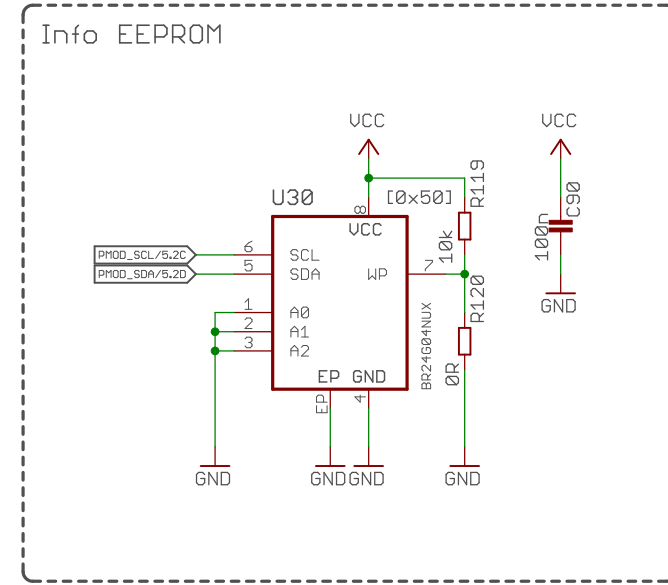 Info EEPROM
VCC
VCC
U30
[0x50]
R119
C90
8
VCC
10k
100n
PMOD_SCL/5.2C
6
SCL
PMOD_SDA/5.2D
5
SDA
WP
7
R120
GND
1
A0
2
A1
3
A2
BR24G04NUX
0R
EP
GND
EP
4
GND
GND
GND
GND